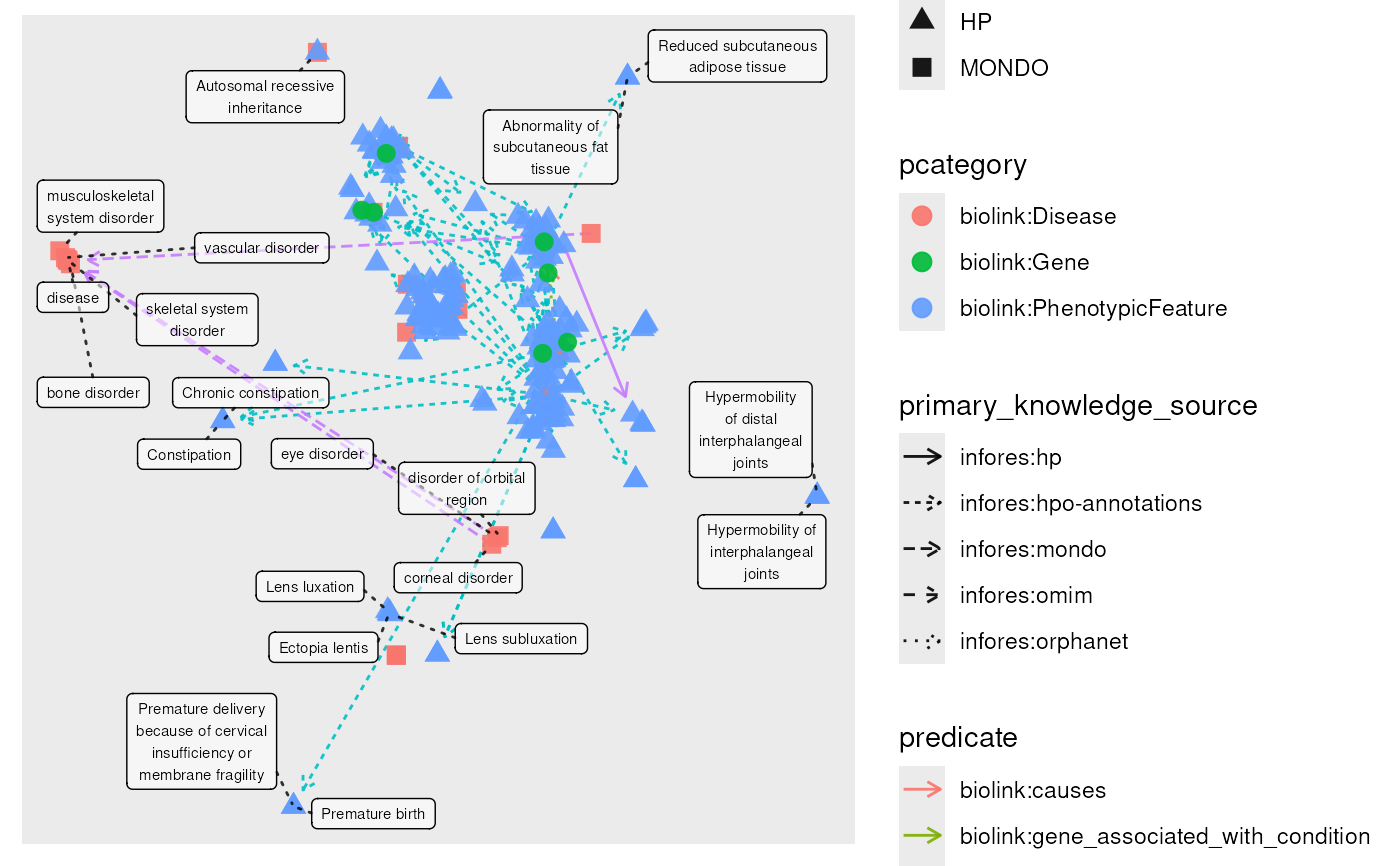 Reduced subcutaneous
adipose tissue
Autosomal recessive
inheritance
Abnormality of
subcutaneous fat
tissue
musculoskeletal
system disorder
vascular disorder
disease
skeletal system
disorder
bone disorder
Chronic constipation
Constipation
eye disorder
disorder of orbital
region
Hypermobility
of distal
interphalangeal
joints
Hypermobility of
interphalangeal
joints
corneal disorder
Lens luxation
Ectopia lentis
Lens subluxation
Premature delivery
because of cervical
insufficiency or
membrane fragility
Premature birth
HP
MONDO
pcategory
biolink:Disease
biolink:Gene
biolink:PhenotypicFeature
primary_knowledge_source
infores:hp
infores:hpo-annotations
infores:mondo
infores:omim
infores:orphanet
predicate
biolink:causes
biolink:gene_associated_with_condition